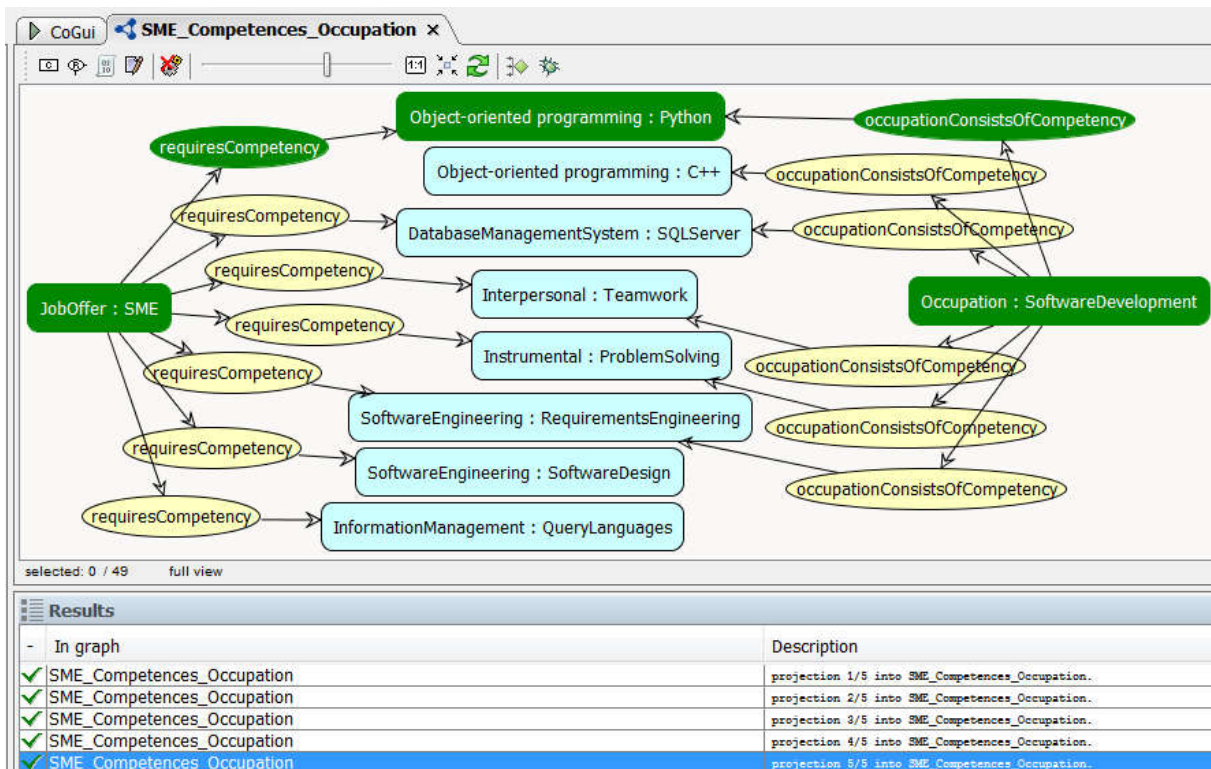 CoGui SME_Competences_Occupation ×
C 1:1
Object-oriented programming : Python
occupationConsistsOfCompetency
requiresCompetency
Object-oriented programming : C++
occupationConsistsOfCompetency
requiresCompetency
DatabaseManagementSystem : SQLServer
occupationConsistsOfCompetency
requiresCompetency
Interpersonal : Teamwork
JobOffer : SME
Occupation : SoftwareDevelopment
requiresCompetency
Instrumental : ProblemSolving
occupationConsistsOfCompetency
requiresCompetency
SoftwareEngineering : RequirementsEngineering
occupationConsistsOfCompetency
requiresCompetency
SoftwareEngineering : SoftwareDesign
occupationConsistsOfCompetency
requiresCompetency
InformationManagement : QueryLanguages
selected: 0 / 49 full view
Results
- In graph Description
SME_Competences_Occupation projection 1/5 into SME_Competences_Occupation.
SME_Competences_Occupation projection 2/5 into SME_Competences_Occupation.
SME_Competences_Occupation projection 3/5 into SME_Competences_Occupation.
SME_Competences_Occupation projection 4/5 into SME_Competences_Occupation.
SME_Competences_Occupation projection 5/5 into SME_Competences_Occupation.